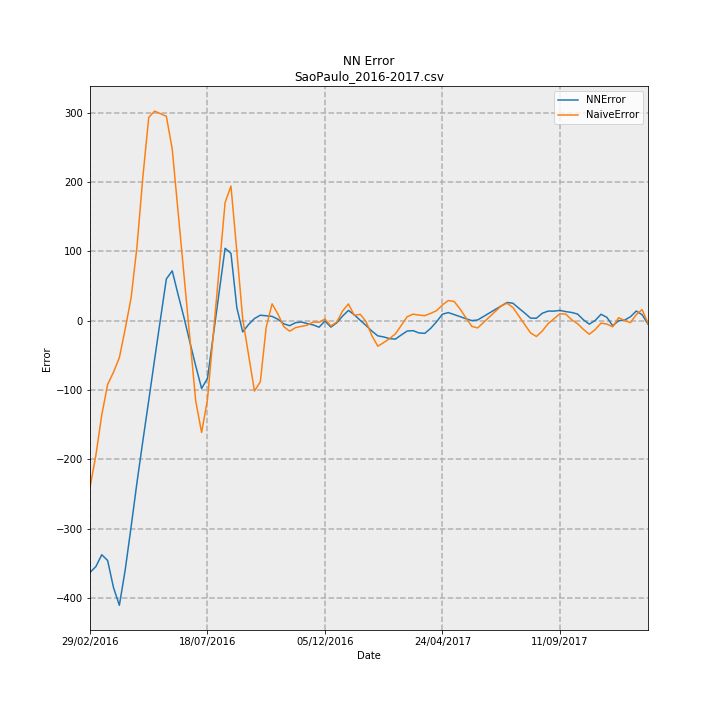 NN Error
SaoPaulo_2016-2017.csv
NNError
NaiveError
300
200
100
0
−100
−200
−300
−400
Error
29/02/2016 18/07/2016 05/12/2016 24/04/2017 11/09/2017
Date